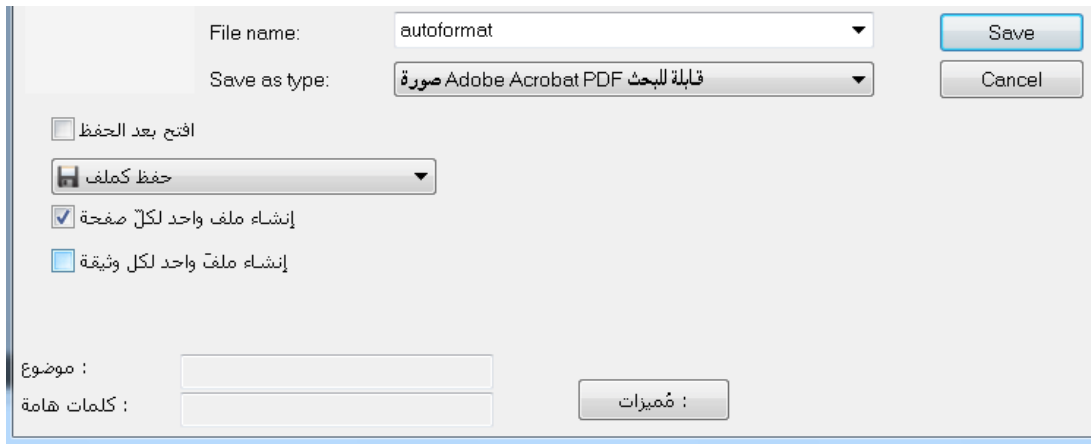 File name: autoformat Save
Save as type: صورة Adobe Acrobat PDF قابلة للبحث Cancel
افتح بعد الحفظ
حفظ كملف
إنشاء ملف واحد لكلّ صفحة
إنشاء ملفّ واحد لكل وثيقة
موضوع :
كلمات هامة :
مُميزات :